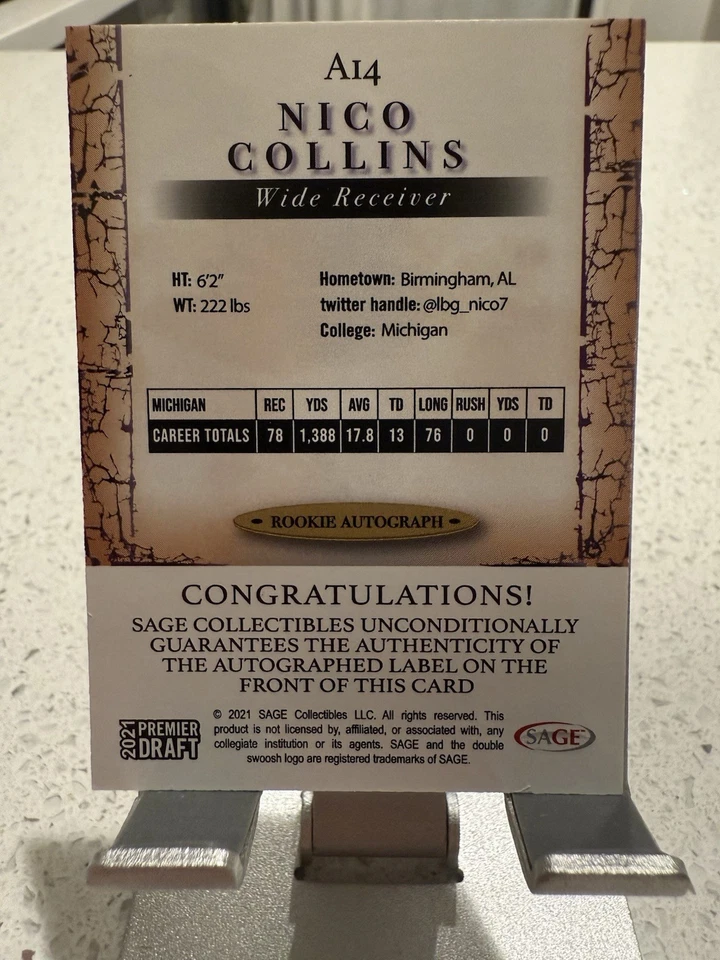 A14
NICO
COLLINS
Wide Receiver
HT: 6'2" Hometown: Birmingham, AL
WT: 222 lbs twitter handle: @lbg_nico7
College: Michigan
MICHIGAN REC YDS AVG TD LONG RUSH YDS TD
CAREER TOTALS 78 1,388 17.8 13 76 0 0 0
ROOKIE AUTOGRAPH
CONGRATULATIONS!
SAGE COLLECTIBLES UNCONDITIONALLY
GUARANTEES THE AUTHENTICITY OF
THE AUTOGRAPHED LABEL ON THE
FRONT OF THIS CARD
2021 PREMIER
DRAFT
© 2021 SAGE Collectibles LLC. All rights reserved. This
product is not licensed by, affiliated, or associated with, any
collegiate institution or its agents. SAGE and the double
swoosh logo are registered trademarks of SAGE.
SAGE